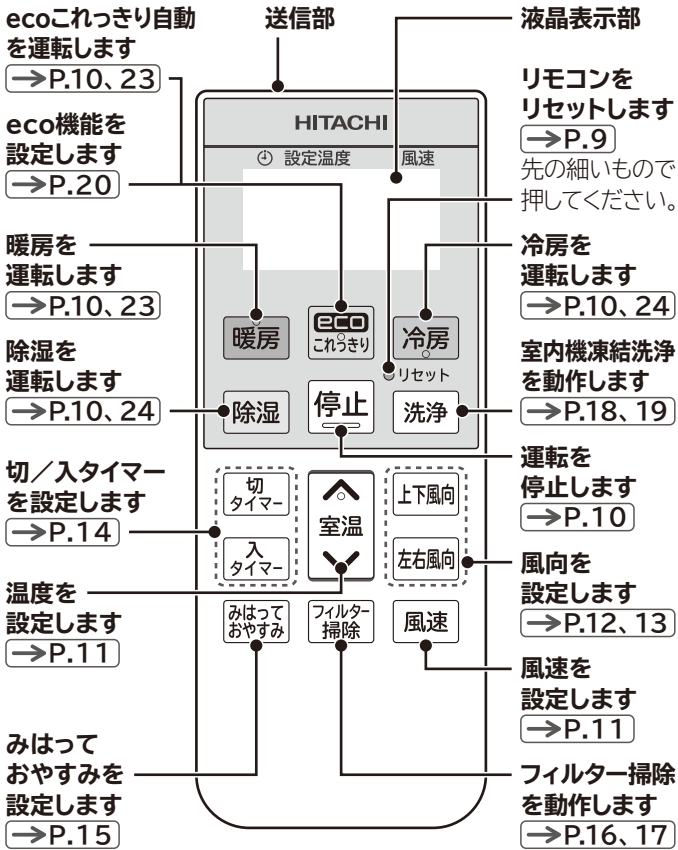 ecoこれっきり自動
を運転します
→P.10、23
eco機能を
設定します
→P.20
暖房を
運転します
→P.10、23
除湿を
運転します
→P.10、24
切／入タイマー
を設定します
→P.14
温度を
設定します
→P.11
みはって
おやすみを
設定します
→P.15
送信部
HITACHI
設定温度 風速
暖房
eco
これっきり
冷房
リセット
除湿
停止
洗浄
切
タイマー
室温
上下風向
入
タイマー
左右風向
みはって
おやすみ
フィルター
掃除
風速
液晶表示部
リモコンを
リセットします
→P.9
先の細いもので
押してください。
冷房を
運転します
→P.10、24
室内機凍結洗浄
を動作します
→P.18、19
運転を
停止します
→P.10
風向を
設定します
→P.12、13
風速を
設定します
→P.11
フィルター掃除
を動作します
→P.16、17